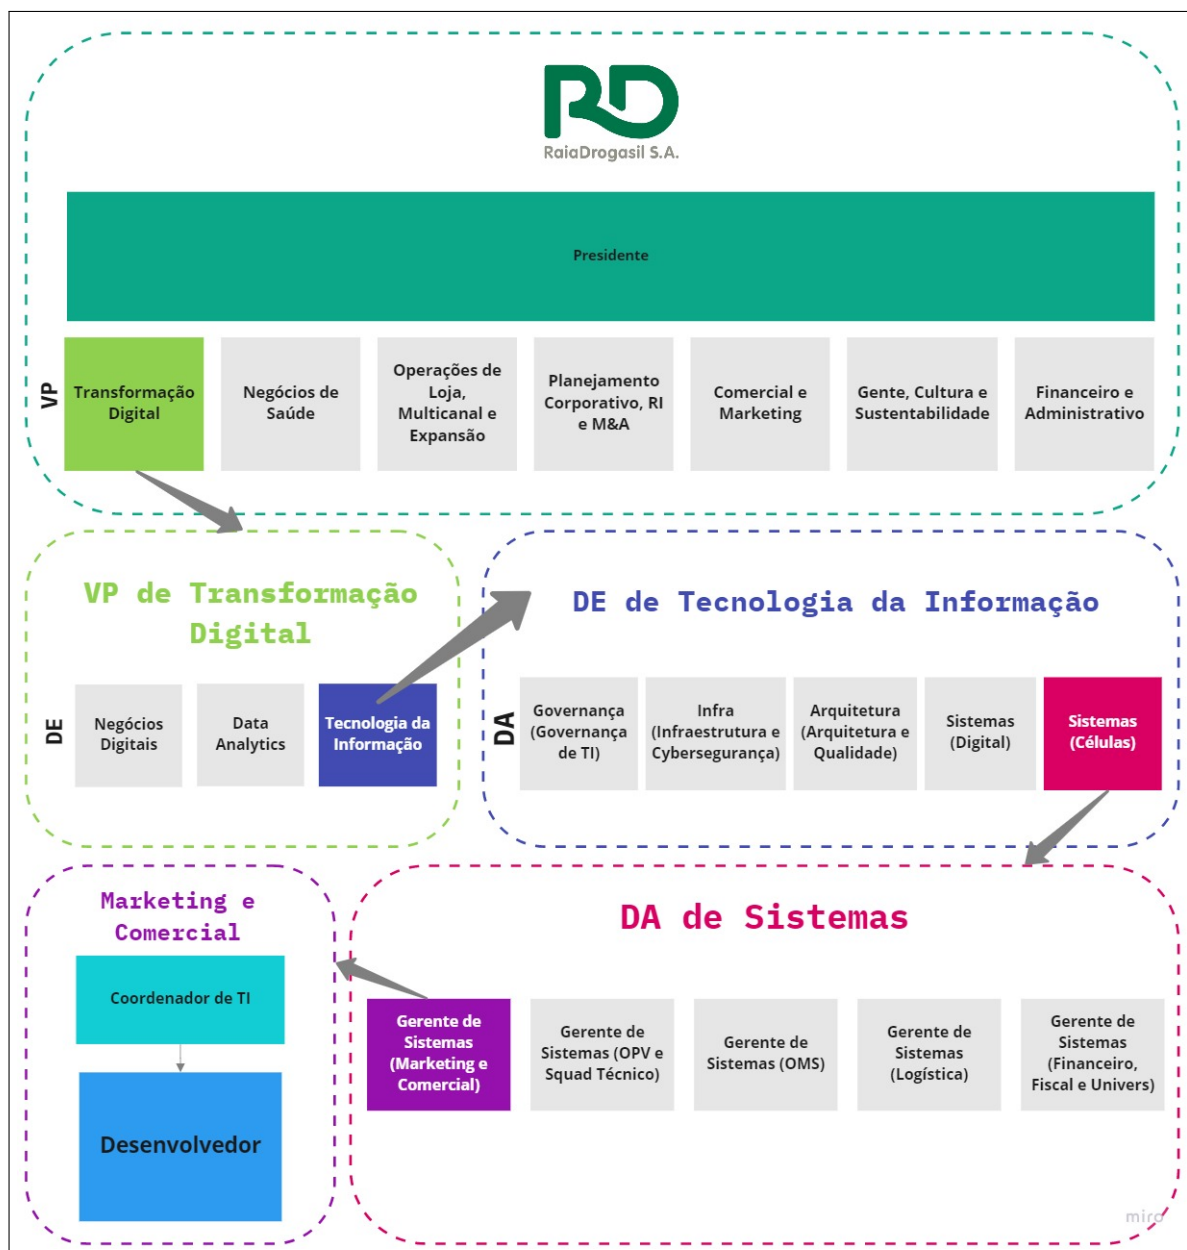 RD
RaiaDrogasil S.A.
Presidente
VP
Transformação
Digital
Negócios de
Saúde
Operações de
Loja,
Multicanal e
Expansão
Planejamento
Corporativo, RI
e M&A
Comercial e
Marketing
Gente, Cultura e
Sustentabilidade
Financeiro e
Administrativo
VP de Transformação
Digital
DE
Negócios
Digitais
Data
Analytics
Tecnologia da
Informação
DE de Tecnologia da Informação
DA
Governança
(Governança
de TI)
Infra
(Infraestrutura e
Cybersegurança)
Arquitetura
(Arquitetura e
Qualidade)
Sistemas
(Digital)
Sistemas
(Células)
Marketing e
Comercial
Coordenador de TI
Desenvolvedor
DA de Sistemas
Gerente de
Sistemas
(Marketing e
Comercial)
Gerente de
Sistemas (OPV e
Squad Técnico)
Gerente de
Sistemas (OMS)
Gerente de
Sistemas
(Logística)
Gerente de
Sistemas
(Financeiro,
Fiscal e Univers)
miro